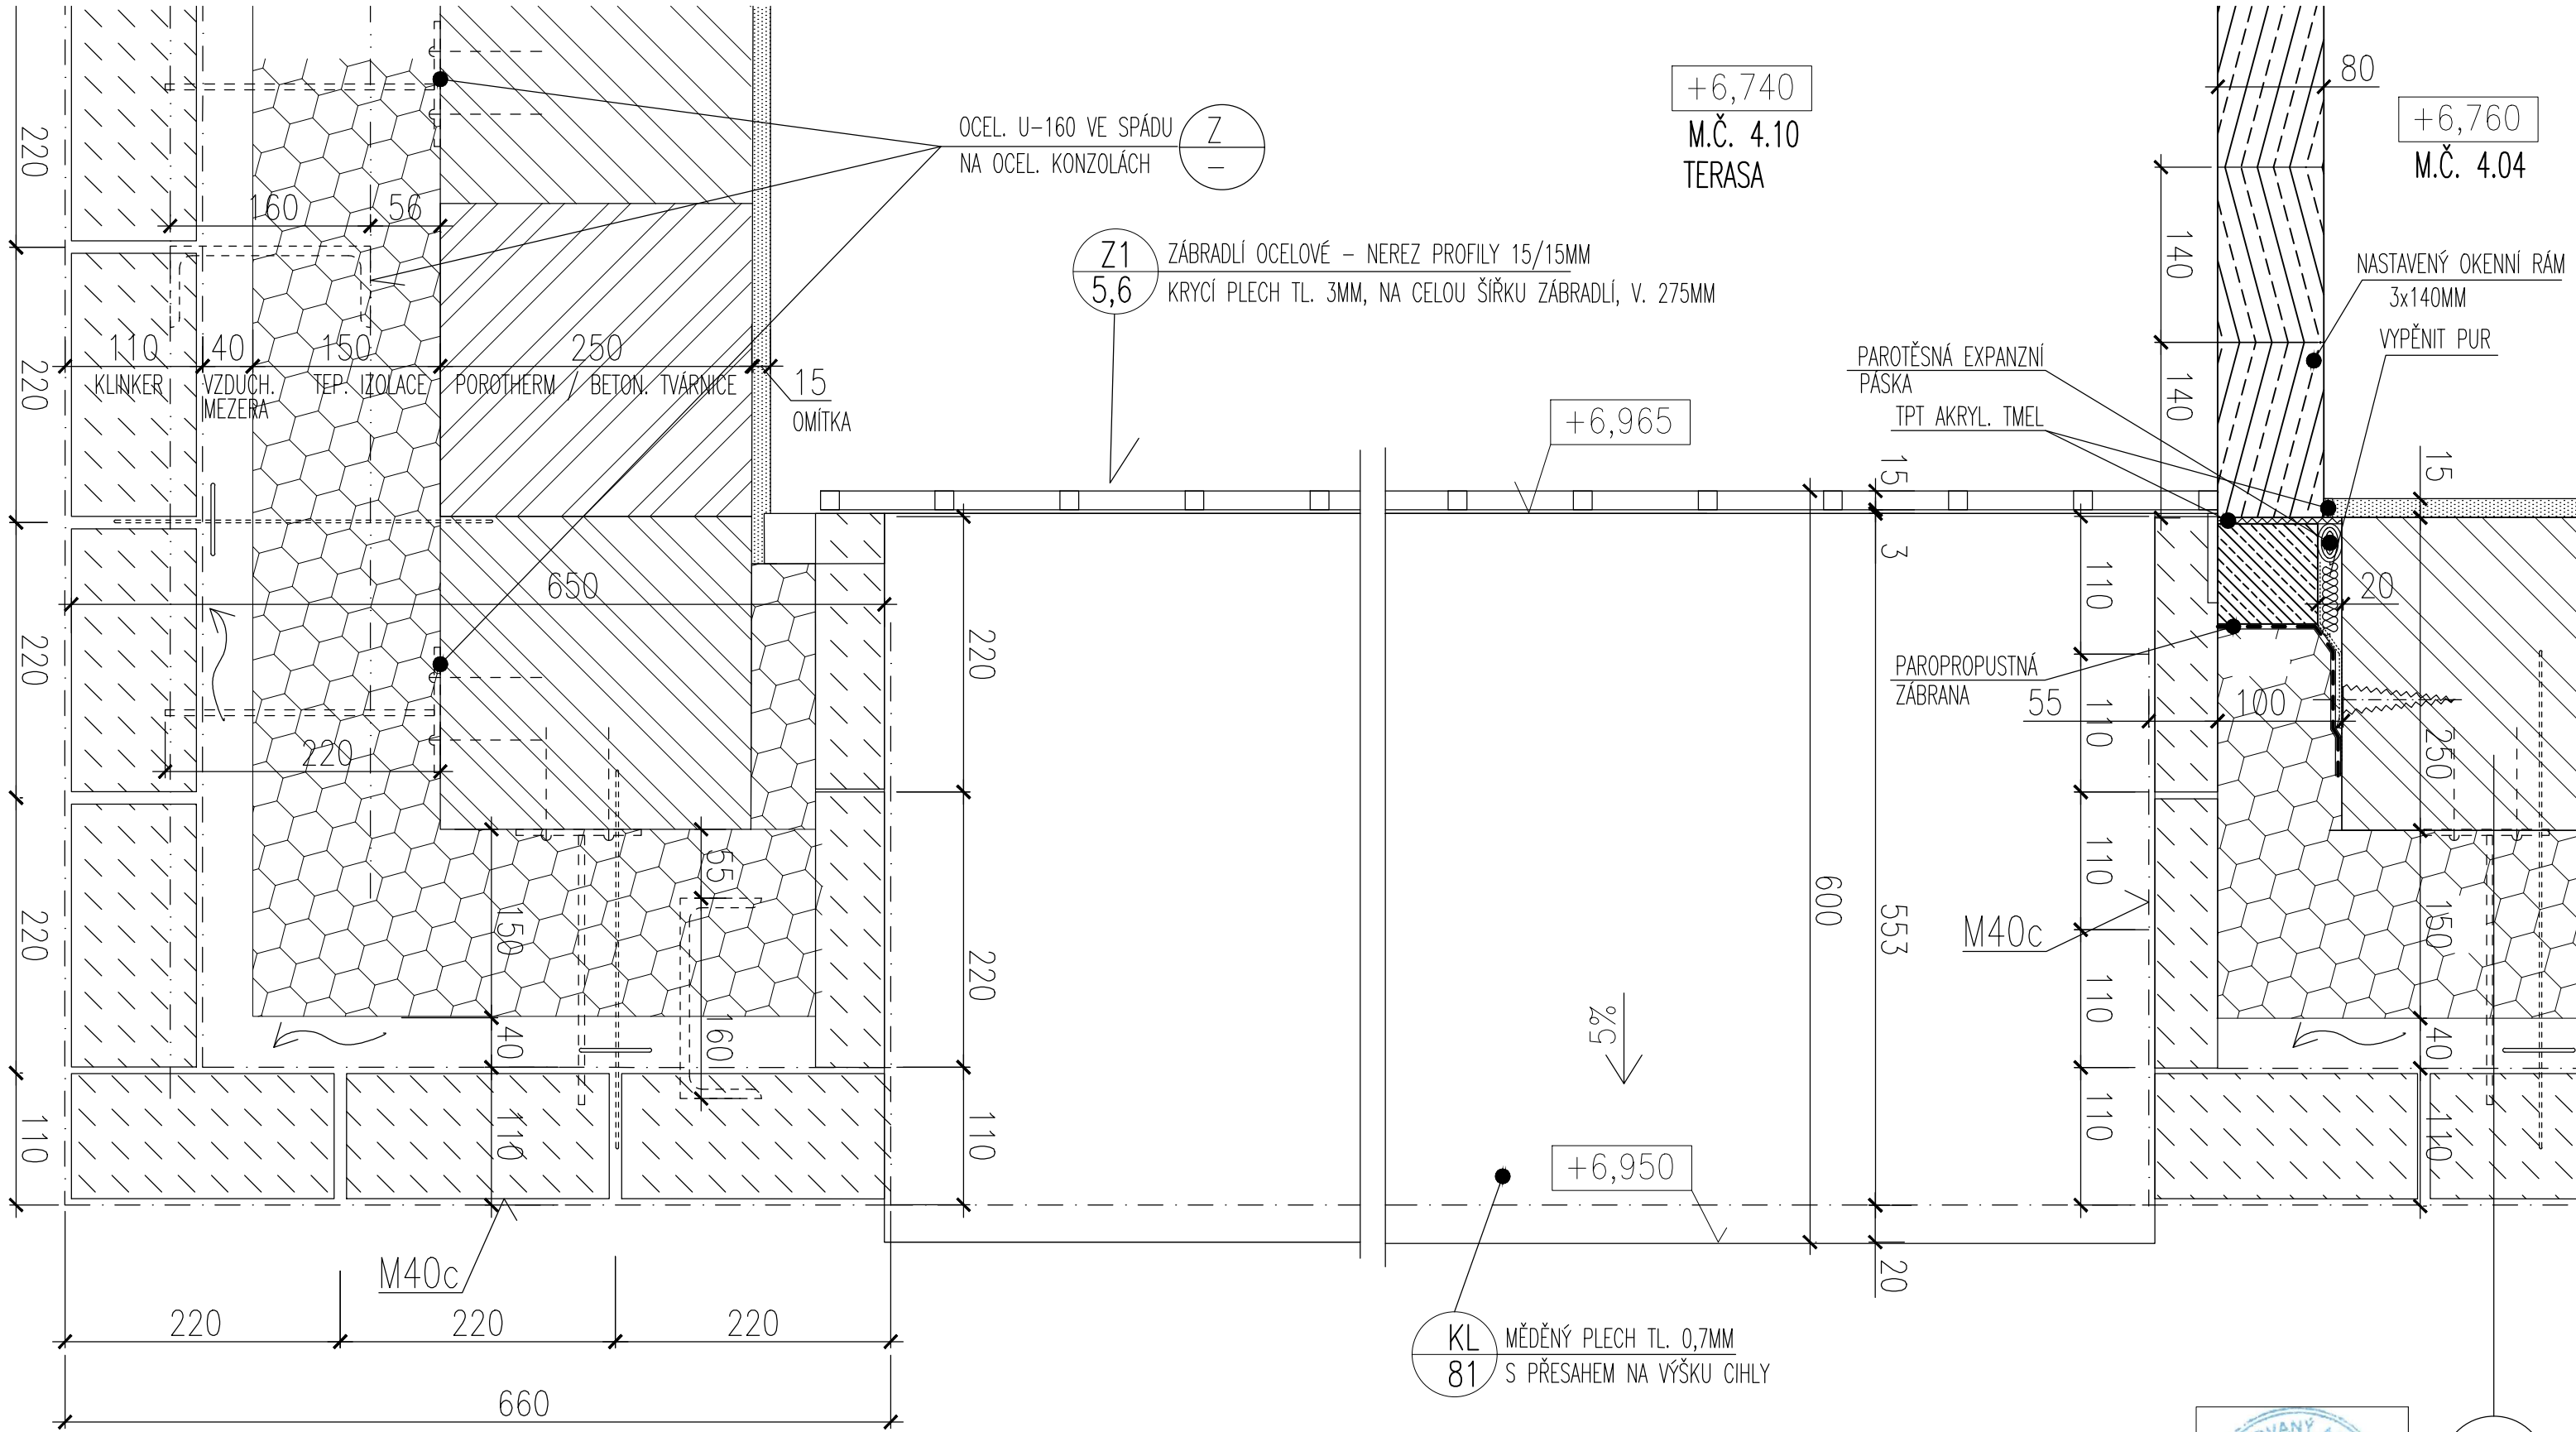 OCEL. U-160 VE SPÁDU
NA OCEL. KONZOLÁCH
Z
–
+6,740
M.Č. 4.10
TERASA
80
+6,760
M.Č. 4.04
Z1
5,6
ZÁBRADLÍ OCELOVÉ – NEREZ PROFILY 15/15MM
KRYCÍ PLECH TL. 3MM, NA CELOU ŠÍŘKU ZÁBRADLÍ, V. 275MM
NASTAVENÝ OKENNÍ RÁM
3x140MM
VYPĚNIT PUR
PAROTĚSNÁ EXPANZNÍ
PÁSKA
TPT AKRYL. TMEL
140
140
220
220
220
220
110
160
56
110
40
150
250
15
KLINKER
VZDUCH.
MEZERA
TEP. IZOLACE
POROTHERM / BETON. TVÁRNICE
OMÍTKA
+6,965
15
3
15
650
220
220
220
110
110
110
110
110
110
20
PAROPROPUSTNÁ
ZÁBRANA
55
100
250
150
40
110
55
160
150
40
110
600
553
20
M40c
5%
+6,950
M40c
220
220
220
660
KL
81
MĚDĚNÝ PLECH TL. 0,7MM
S PŘESAHEM NA VÝŠKU CIHLY